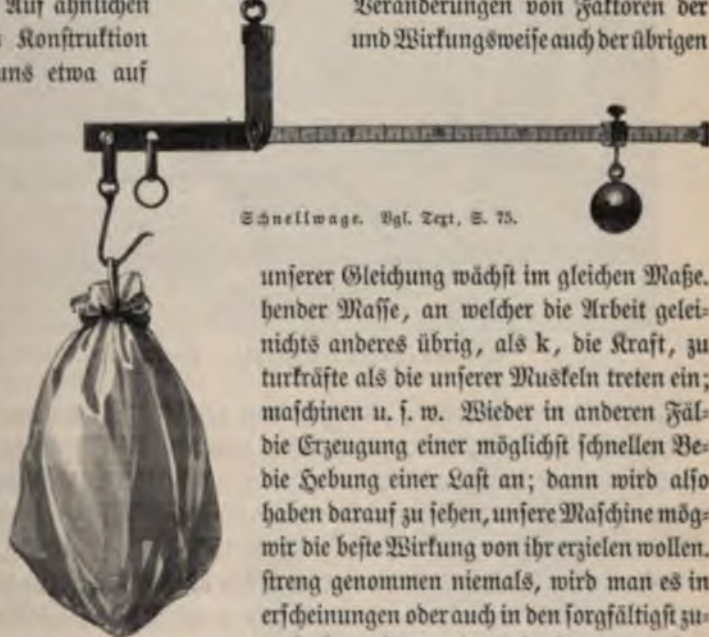 Auf ähnlichen
Konstruktion
uns etwa auf
Veränderungen von Faktoren der
und Wirkungsweise auch der übrigen
Schnellwage. Vgl. Text, S. 75.
unserer Gleichung wächst im gleichen Maße.
hender Masse, an welcher die Arbeit gelei-
nichts anderes übrig, als k, die Kraft, zu
turkräfte als die unserer Muskeln treten ein;
maschinen u. s. w. Wieder in anderen Fäl-
die Erzeugung einer möglichst schnellen Be-
die Hebung einer Last an; dann wird also
haben darauf zu sehen, unsere Maschine mög-
wir die beste Wirkung von ihr erzielen wollen.
streng genommen niemals, wird man es in
erscheinungen oder auch in den sorgfältigst zu-